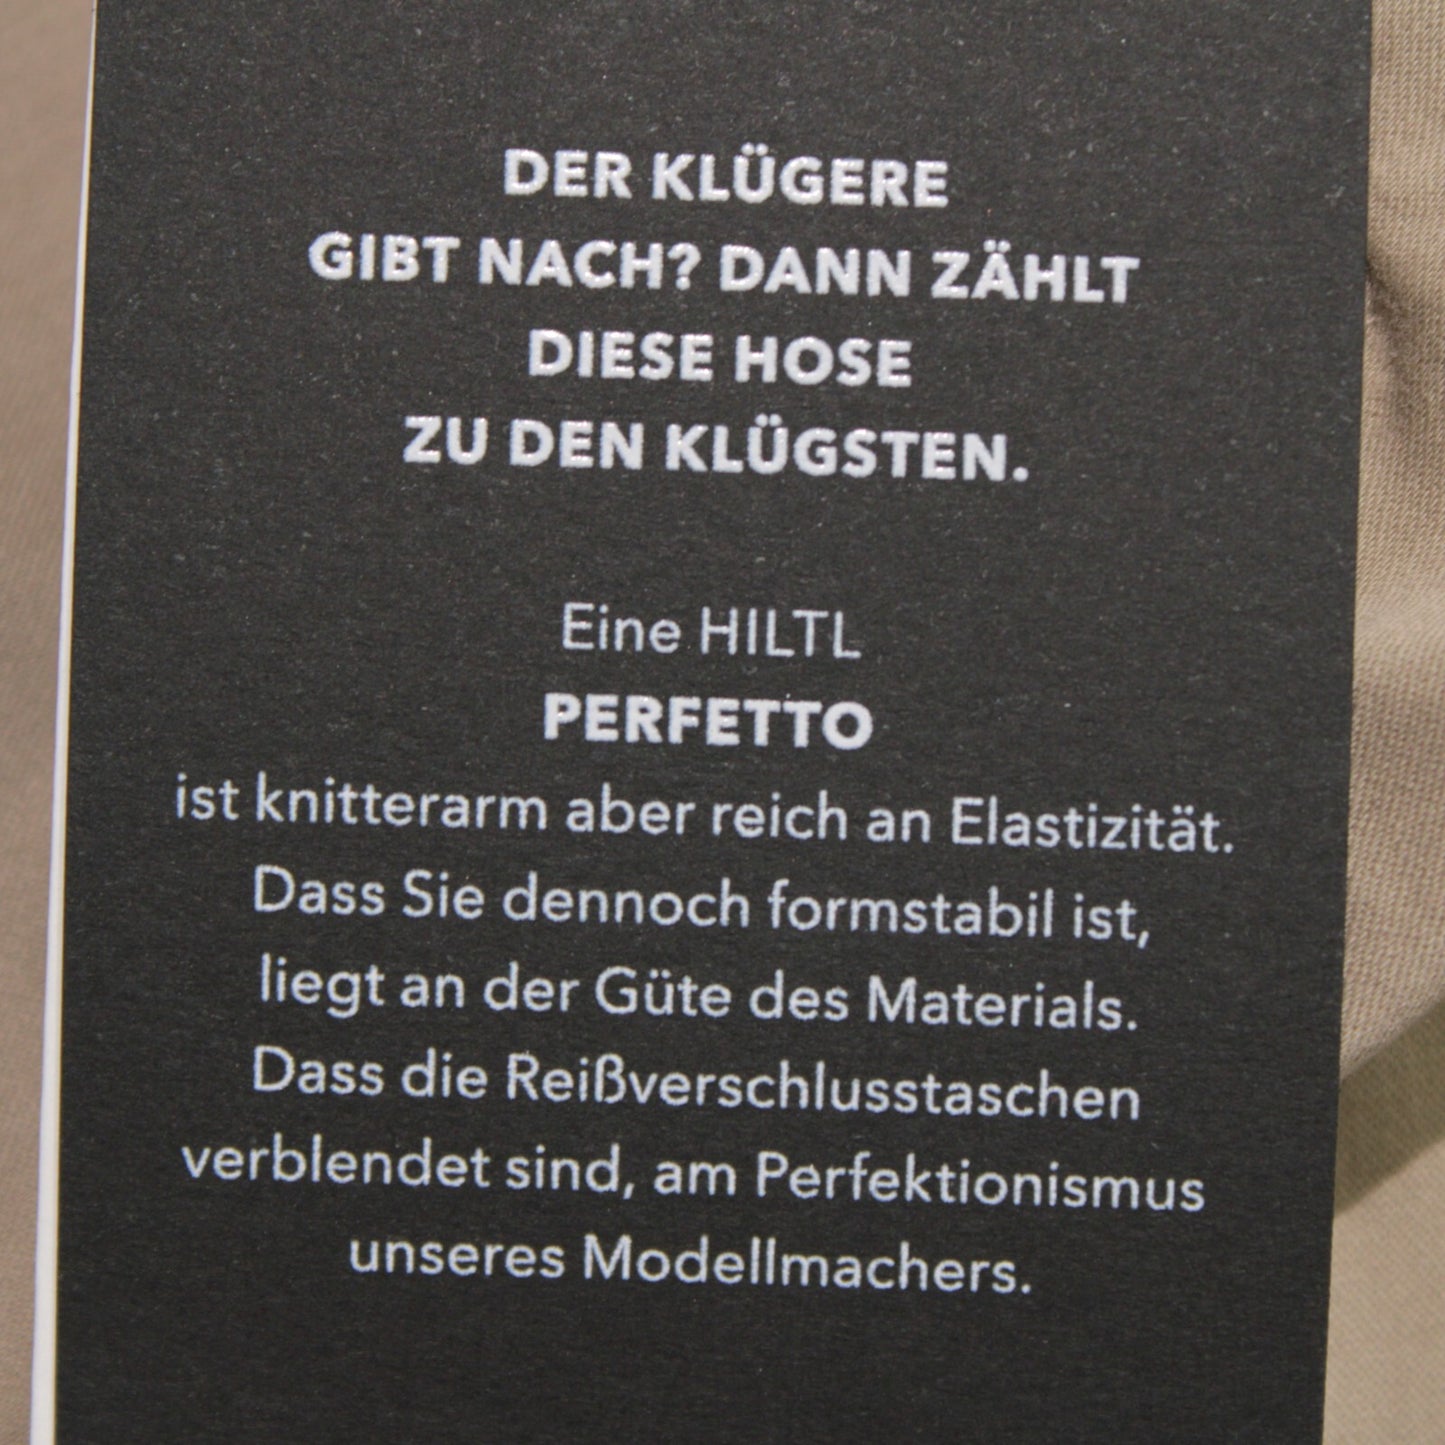 DER KLÜGERE
GIBT NACH? DANN ZÄHLT
DIESE HOSE
ZU DEN KLÜGSTEN.
Eine HILTL
PERFETTO
ist knitterarm aber reich an Elastizität.
Dass Sie dennoch formstabil ist,
liegt an der Güte des Materials.
Dass die Reißverschlusstaschen
verblendet sind, am Perfektionismus
unseres Modellmachers.